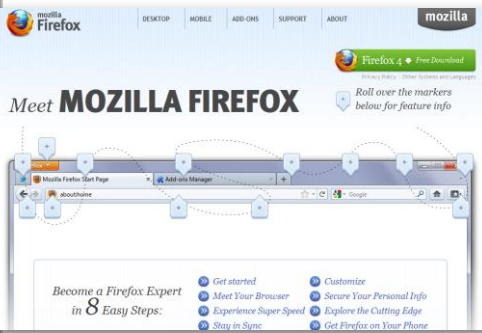 mozilla
Firefox
DESKTOP MOBILE ADD-ONS SUPPORT ABOUT
mozilla
Firefox 4 Free Download
Privacy Policy · Other Systems and Languages
Meet MOZILLA FIREFOX
Roll over the markers
below for feature info
Mozilla Firefox Start Page
Add-ons Manager
about:home
Google
Become a Firefox Expert
in 8 Easy Steps:
Get started
Meet Your Browser
Experience Super Speed
Stay in Sync
Customize
Secure Your Personal Info
Explore the Cutting Edge
Get Firefox on Your Phone